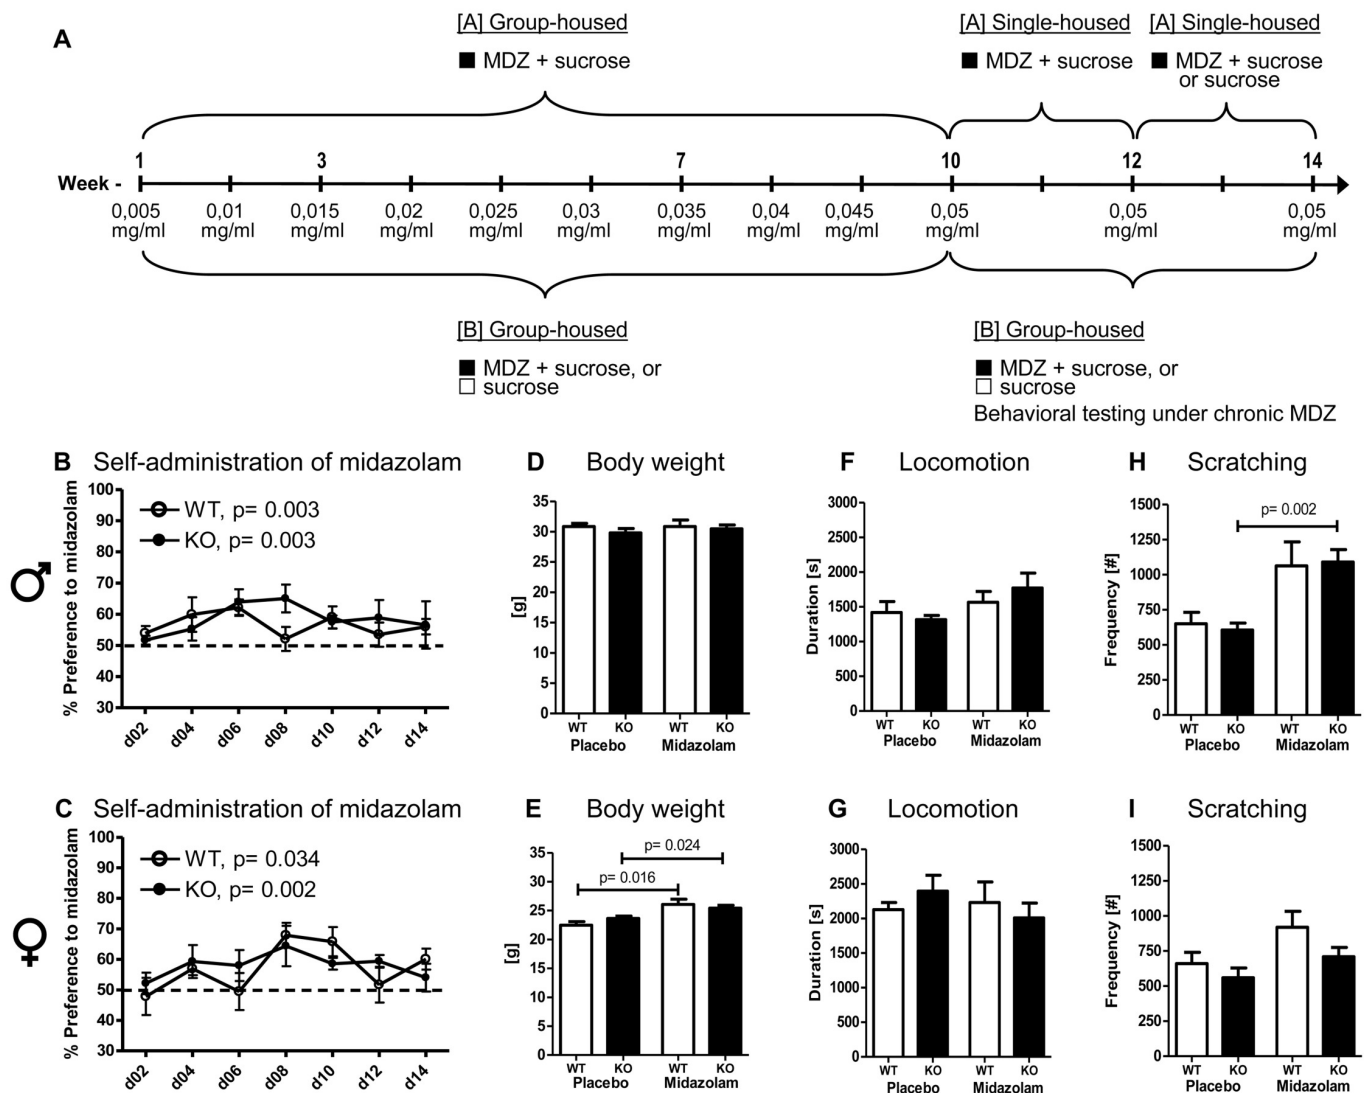 A
[A] Group-housed
MDZ + sucrose
[A] Single-housed
MDZ + sucrose
[A] Single-housed
MDZ + sucrose
or sucrose
1 3 7 10 12 14
Week -
0,005 0,01 0,015 0,02 0,025 0,03 0,035 0,04 0,045 0,05 0,05 0,05
mg/ml mg/ml mg/ml mg/ml mg/ml mg/ml mg/ml mg/ml mg/ml mg/ml mg/ml mg/ml
[B] Group-housed
MDZ + sucrose, or
sucrose
[B] Group-housed
MDZ + sucrose, or
sucrose
Behavioral testing under chronic MDZ
B Self-administration of midazolam
% Preference to midazolam
100
90
80
70
60
50
40
30
WT, p= 0.003
KO, p= 0.003
d02 d04 d06 d08 d10 d12 d14
D Body weight
[g]
35
30
25
20
15
10
5
0
WT KO WT KO
Placebo Midazolam
F Locomotion
Duration [s]
3000
2500
2000
1500
1000
500
0
WT KO WT KO
Placebo Midazolam
H Scratching
Frequency [#]
1500
1250
1000
750
500
250
0
p= 0.002
WT KO WT KO
Placebo Midazolam
C Self-administration of midazolam
% Preference to midazolam
100
90
80
70
60
50
40
30
WT, p= 0.034
KO, p= 0.002
d02 d04 d06 d08 d10 d12 d14
E Body weight
[g]
35
30
25
20
15
10
5
0
p= 0.024
p= 0.016
WT KO WT KO
Placebo Midazolam
G Locomotion
Duration [s]
3000
2500
2000
1500
1000
500
0
WT KO WT KO
Placebo Midazolam
I Scratching
Frequency [#]
1500
1250
1000
750
500
250
0
WT KO WT KO
Placebo Midazolam